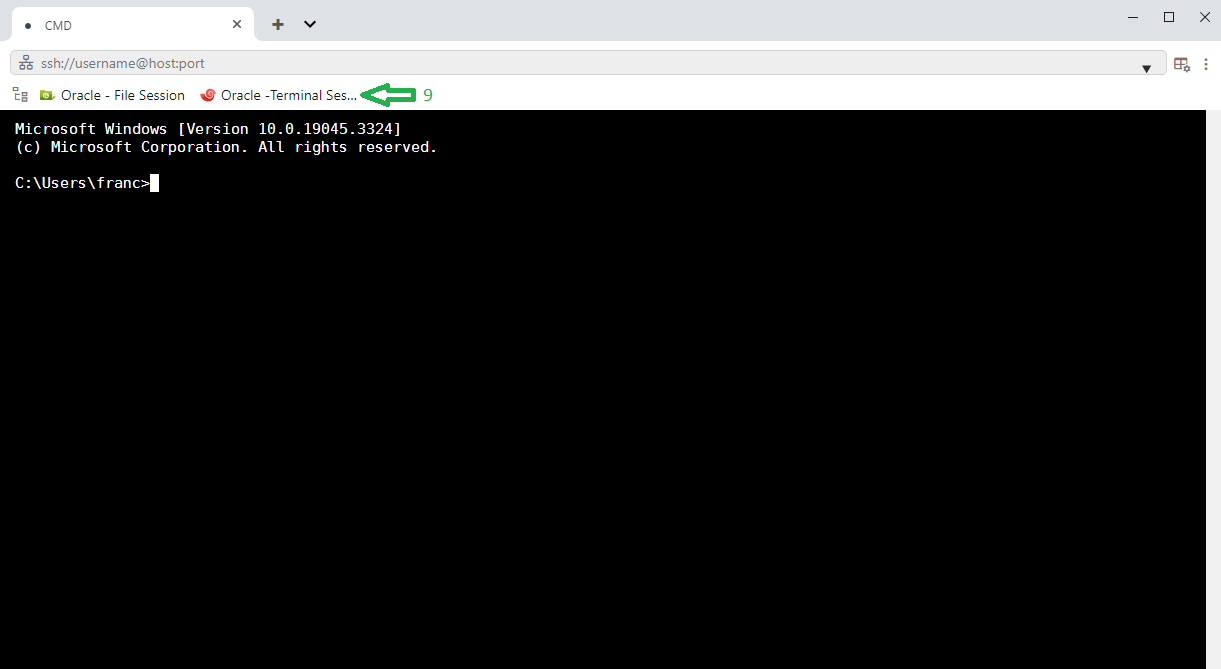 CMD
ssh://username@host:port
Oracle - File Session Oracle -Terminal Ses... 9
Microsoft Windows [Version 10.0.19045.3324]
(c) Microsoft Corporation. All rights reserved.
C:\Users\franc>